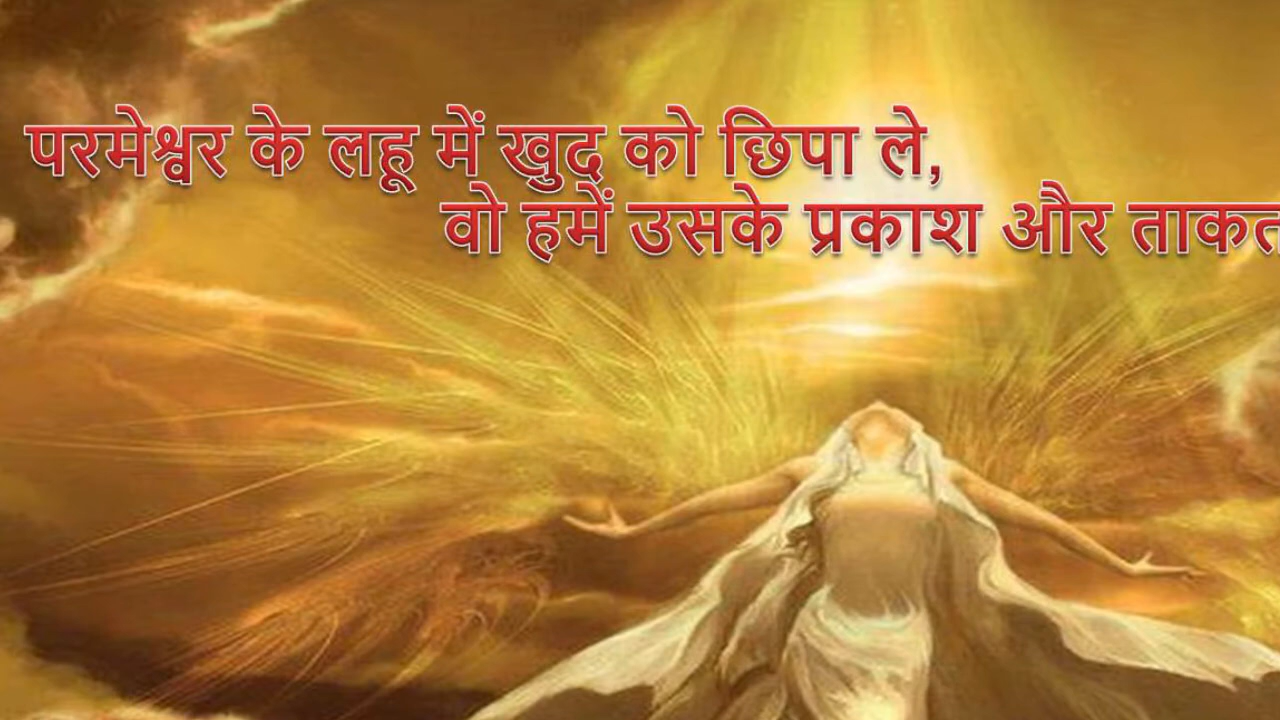 परमेश्वर के लहू में खुद को छिपा ले,
वो हमें उसके प्रकाश और ताकत